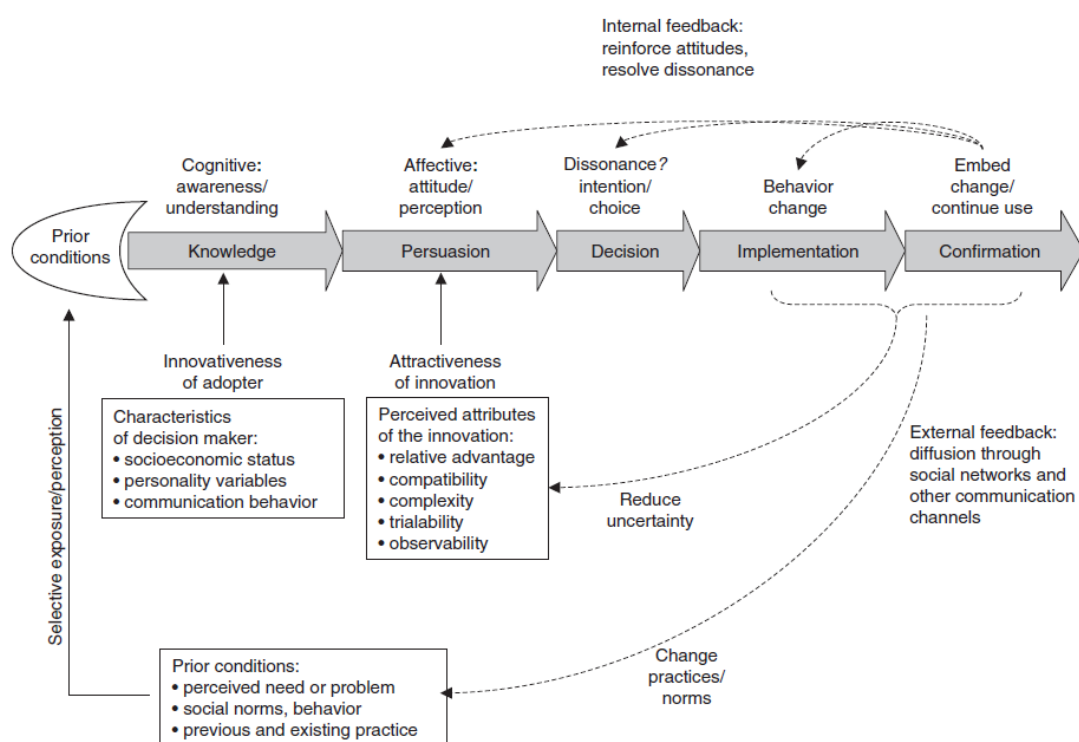 Internal feedback:
reinforce attitudes,
resolve dissonance
Cognitive:
awareness/
understanding
Affective:
attitude/
perception
Dissonance?
intention/
choice
Behavior
change
Embed
change/
continue use
Prior
conditions
Knowledge
Persuasion
Decision
Implementation
Confirmation
Innovativeness
of adopter
Attractiveness
of innovation
Characteristics
of decision maker:
• socioeconomic status
• personality variables
• communication behavior
Perceived attributes
of the innovation:
• relative advantage
• compatibility
• complexity
• trialability
• observability
Reduce
uncertainty
External feedback:
diffusion through
social networks and
other communication
channels
Selective exposure/perception
Change
practices/
norms
Prior conditions:
• perceived need or problem
• social norms, behavior
• previous and existing practice